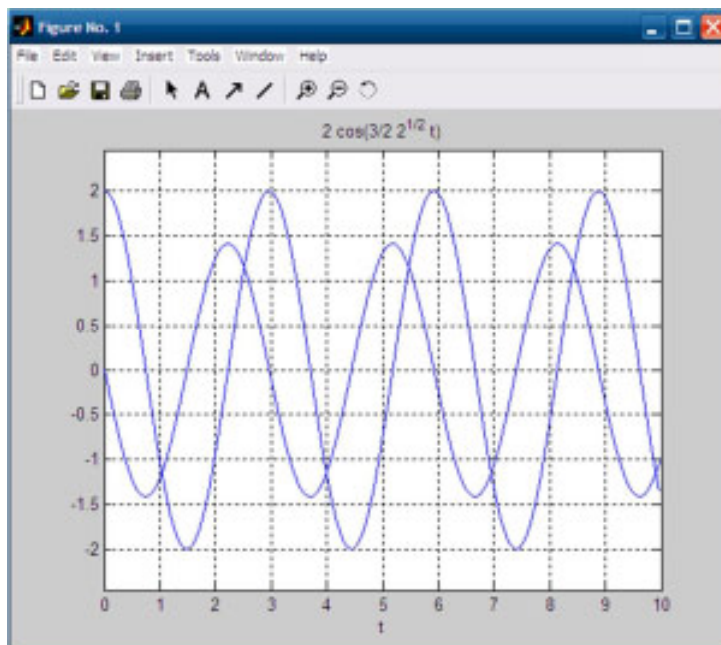 Figure No. 1
File Edit View Insert Tools Window Help
A
2 cos(3/2 2^1/2 t)
2
1.5
1
0.5
0
-0.5
-1
-1.5
-2
0 1 2 3 4 5 6 7 8 9 10
t